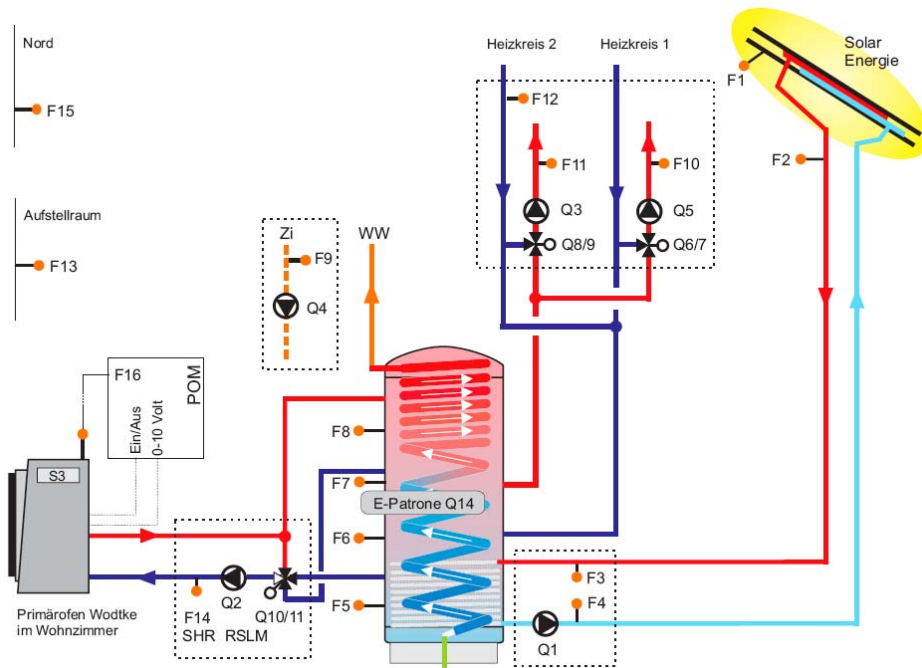 Nord
F15
Aufstellraum
F13
Heizkreis 2
Heizkreis 1
F12
F11
F10
Q3
Q5
Q8/9
Q6/7
Solar
Energie
F1
F2
Zi
WW
F9
Q4
F16
POM
Ein/Aus
0-10 Volt
S3
F8
F7
E-Patrone Q14
F6
F5
F3
F4
Q1
F14
Q2
Q10/11
SHR RSLM
Primärofen Wodtke
im Wohnzimmer